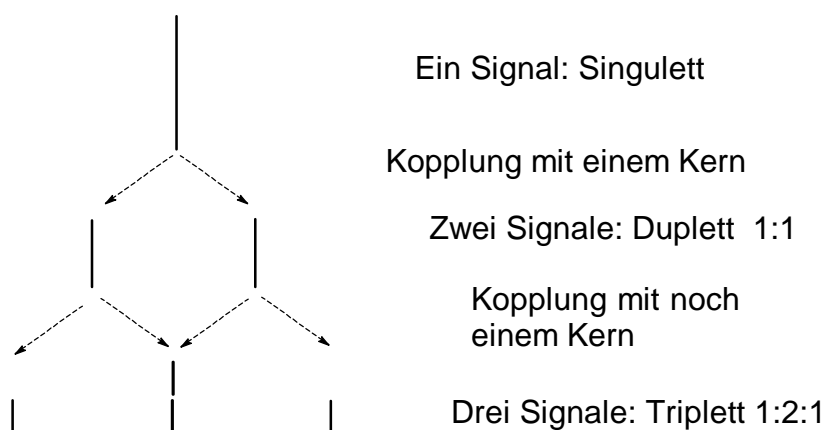 Ein Signal: Singulett
Kopplung mit einem Kern
Zwei Signale: Duplett 1:1
Kopplung mit noch
einem Kern
Drei Signale: Triplett 1:2:1